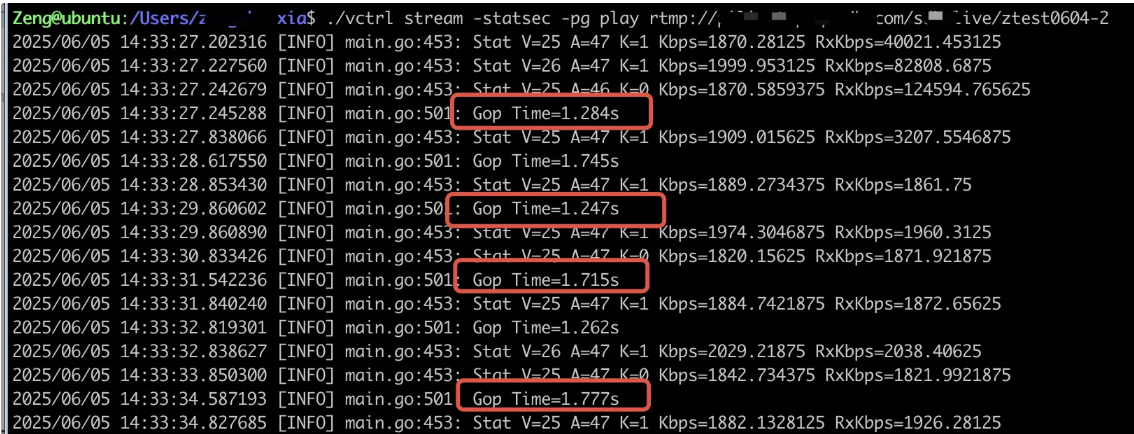 Zeng@ubuntu:/Users/z xia$ ./vctrl stream -statsec -pg play rtmp:// com/s live/ztest0604-2
2025/06/05 14:33:27.202316 [INFO] main.go:453: Stat V=25 A=47 K=1 Kbps=1870.28125 RxKbps=40021.453125
2025/06/05 14:33:27.227560 [INFO] main.go:453: Stat V=26 A=47 K=1 Kbps=1999.953125 RxKbps=82808.6875
2025/06/05 14:33:27.242679 [INFO] main.go:453: Stat V=25 A=46 K=0 Kbps=1870.5859375 RxKbps=124594.765625
2025/06/05 14:33:27.245288 [INFO] main.go:501: Gop Time=1.284s
2025/06/05 14:33:27.838066 [INFO] main.go:453: Stat V=25 A=47 K=1 Kbps=1909.015625 RxKbps=3207.5546875
2025/06/05 14:33:28.617550 [INFO] main.go:501: Gop Time=1.745s
2025/06/05 14:33:28.853430 [INFO] main.go:453: Stat V=25 A=47 K=1 Kbps=1889.2734375 RxKbps=1861.75
2025/06/05 14:33:29.860602 [INFO] main.go:501: Gop Time=1.247s
2025/06/05 14:33:29.860890 [INFO] main.go:453: Stat V=25 A=47 K=1 Kbps=1974.3046875 RxKbps=1960.3125
2025/06/05 14:33:30.833426 [INFO] main.go:453: Stat V=25 A=47 K=0 Kbps=1820.15625 RxKbps=1871.921875
2025/06/05 14:33:31.542236 [INFO] main.go:501: Gop Time=1.715s
2025/06/05 14:33:31.840240 [INFO] main.go:453: Stat V=25 A=47 K=1 Kbps=1884.7421875 RxKbps=1872.65625
2025/06/05 14:33:32.819301 [INFO] main.go:501: Gop Time=1.262s
2025/06/05 14:33:32.838627 [INFO] main.go:453: Stat V=26 A=47 K=1 Kbps=2029.21875 RxKbps=2038.40625
2025/06/05 14:33:33.850300 [INFO] main.go:453: Stat V=25 A=47 K=0 Kbps=1842.734375 RxKbps=1821.9921875
2025/06/05 14:33:34.587193 [INFO] main.go:501 Gop Time=1.777s
2025/06/05 14:33:34.827685 [INFO] main.go:453: Stat V=25 A=47 K=1 Kbps=1882.1328125 RxKbps=1926.28125